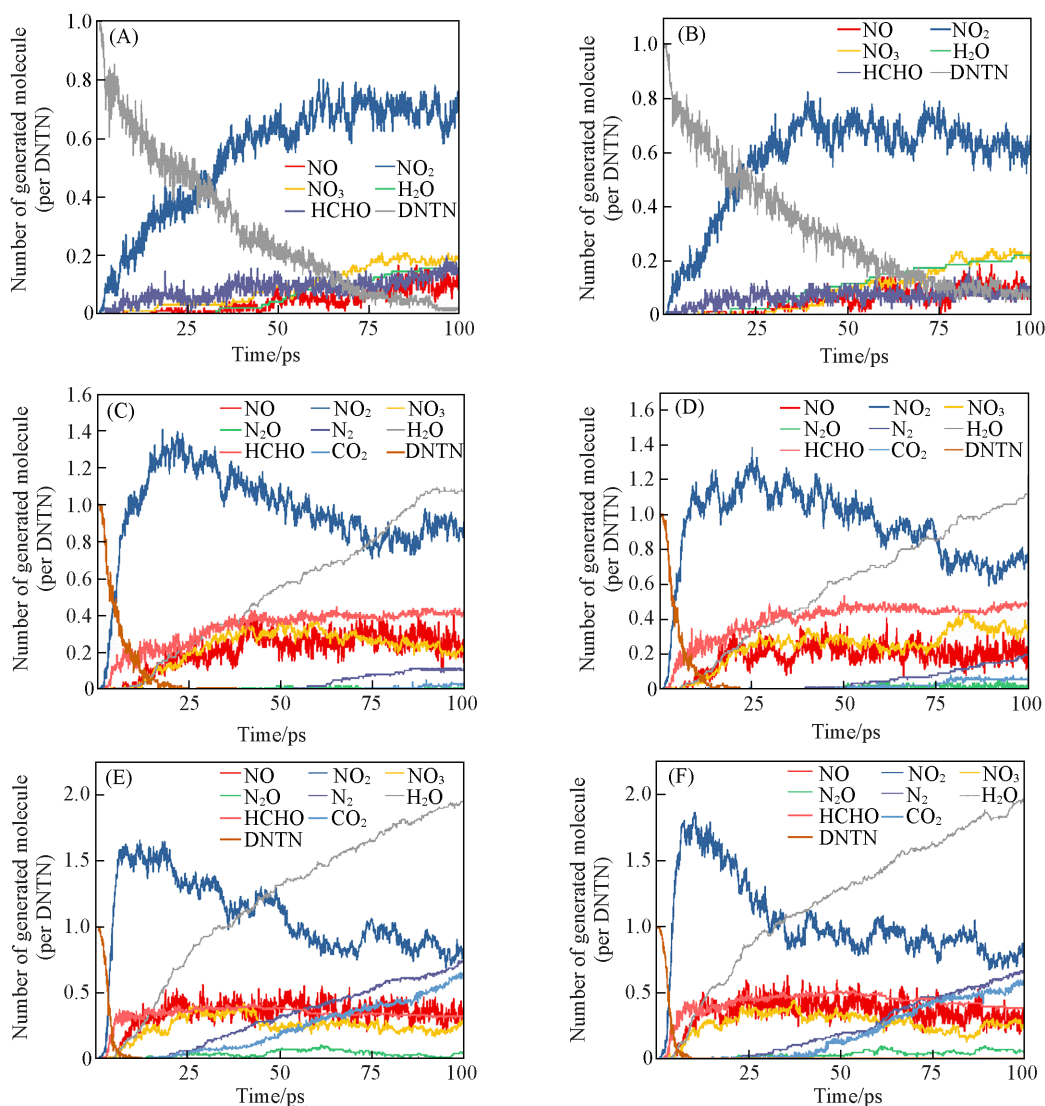 (A)
Number of generated molecule
(per DNTN)
1.0
0.8
0.6
0.4
0.2
0
NO NO₂
NO₃ H₂O
HCHO DNTN
25 50 75 100
Time/ps
(B)
Number of generated molecule
(per DNTN)
1.0
0.8
0.6
0.4
0.2
0
NO NO₂
NO₃ H₂O
HCHO DNTN
25 50 75 100
Time/ps
(C)
Number of generated molecule
(per DNTN)
1.6
1.4
1.2
1.0
0.8
0.6
0.4
0.2
0
NO NO₂ NO₃
N₂O N₂ H₂O
HCHO CO₂ DNTN
25 50 75 100
Time/ps
(D)
Number of generated molecule
(per DNTN)
1.6
1.4
1.2
1.0
0.8
0.6
0.4
0.2
0
NO NO₂ NO₃
N₂O N₂ H₂O
HCHO CO₂ DNTN
25 50 75 100
Time/ps
(E)
Number of generated molecule
(per DNTN)
2.0
1.5
1.0
0.5
0
NO NO₂ NO₃
N₂O N₂ H₂O
HCHO CO₂
DNTN
25 50 75 100
Time/ps
(F)
Number of generated molecule
(per DNTN)
2.0
1.5
1.0
0.5
0
NO NO₂ NO₃
N₂O N₂ H₂O
HCHO CO₂
DNTN
25 50 75 100
Time/ps